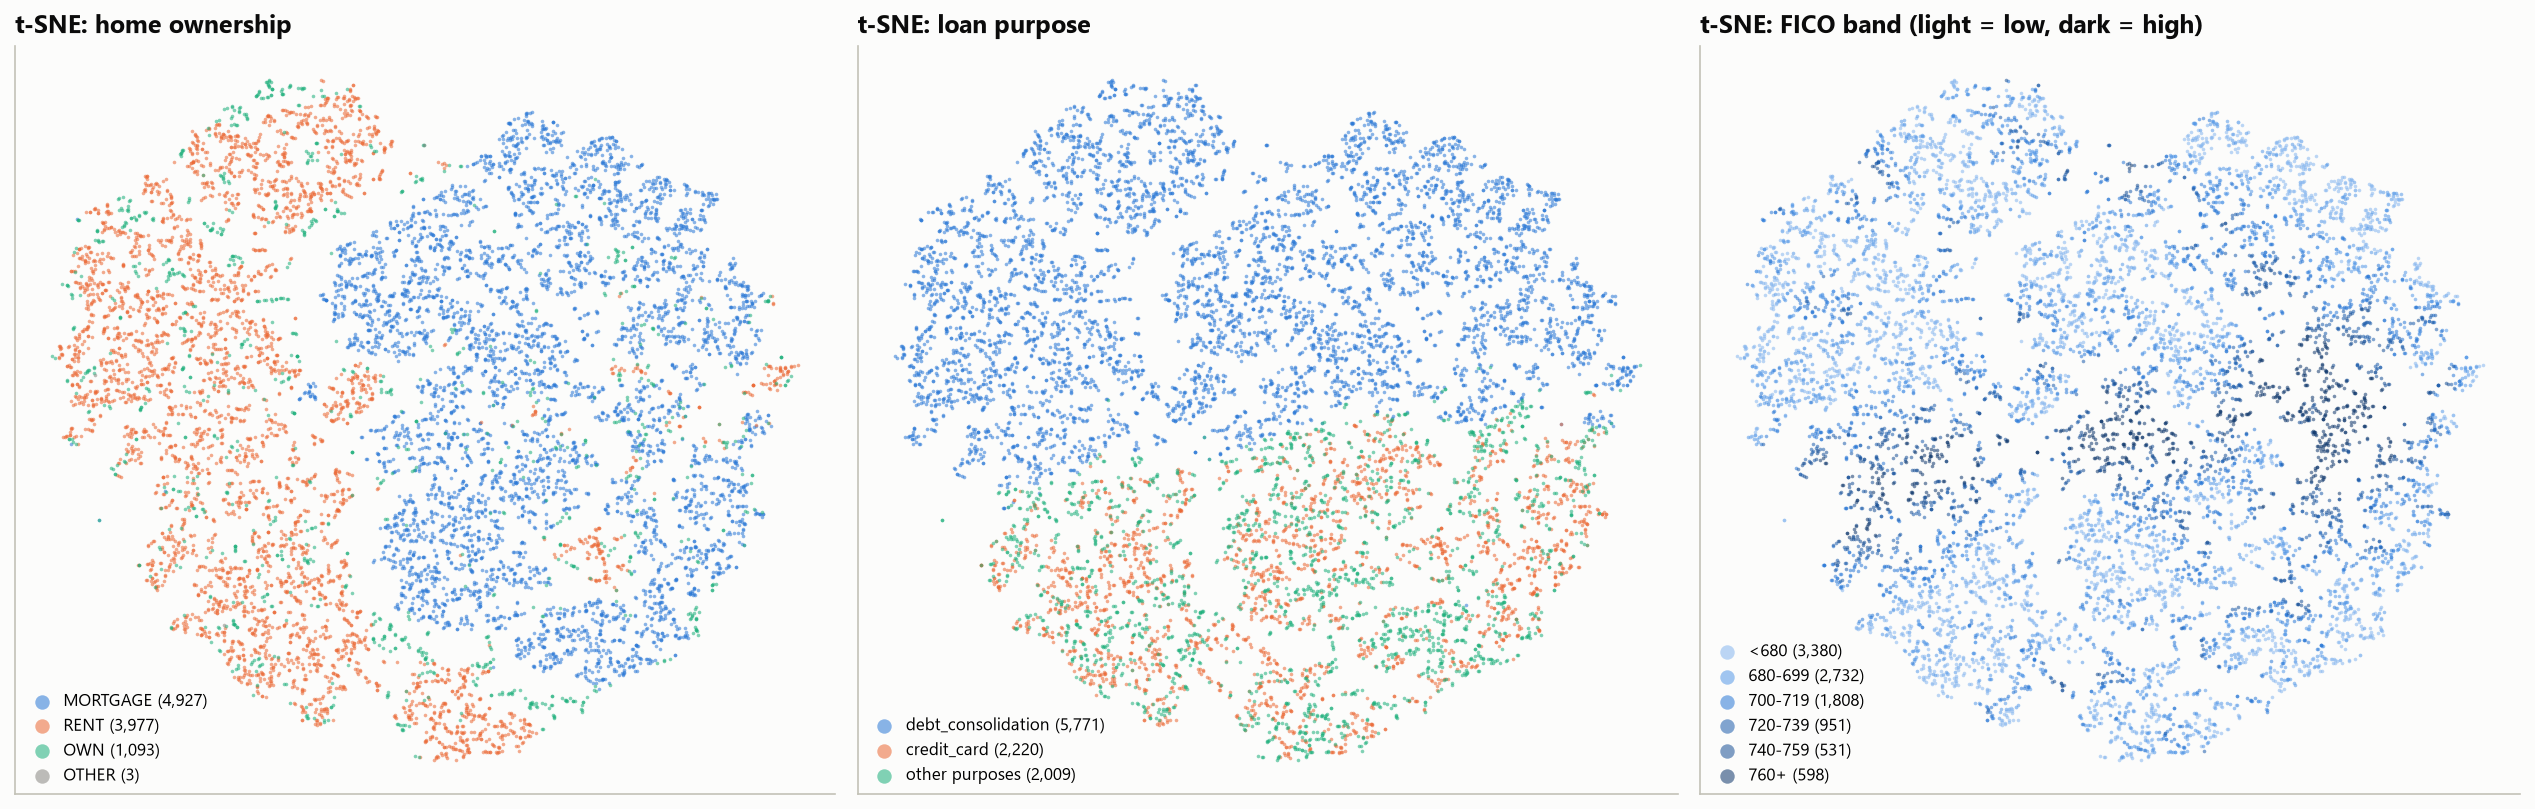 t-SNE: home ownership
MORTGAGE (4,927)
RENT (3,977)
OWN (1,093)
OTHER (3)
t-SNE: loan purpose
debt_consolidation (5,771)
credit_card (2,220)
other purposes (2,009)
t-SNE: FICO band (light = low, dark = high)
<680 (3,380)
680-699 (2,732)
700-719 (1,808)
720-739 (951)
740-759 (531)
760+ (598)